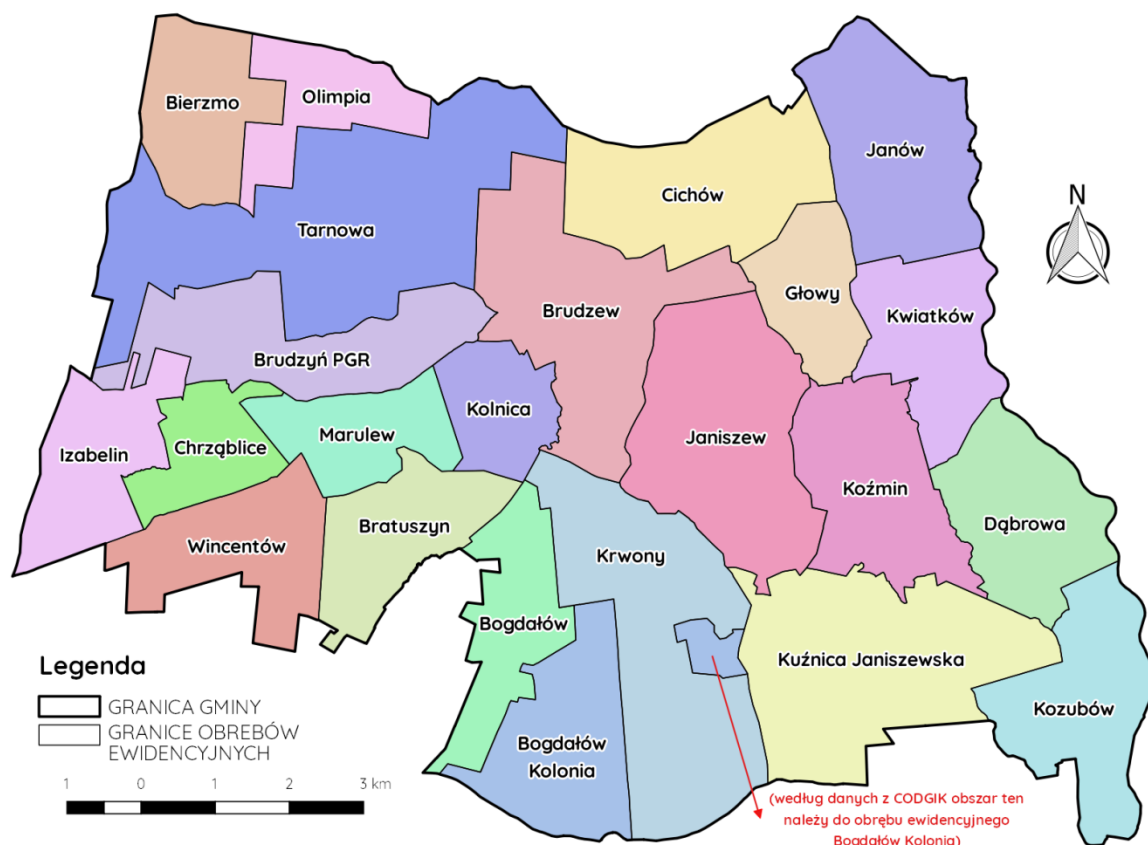 Bierzmo
Olimpia
Janów
Cichów
N
Tarnowa
Głowy
Brudzew
Kwiatków
Brudzyń PGR
Kolnica
Marulew
Janiszew
Chrząblice
Izabelin
Koźmin
Bratuszyn
Dąbrowa
Wincentów
Krwony
Bogdałów
Kuźnica Janiszewska
Kozubów
Bogdałów
Kolonia
Legenda
GRANICA GMINY
GRANICE OBRĘBÓW
EWIDENCYJNYCH
1 0 1 2 3 km
(według danych z CODGIK obszar ten
należy do obrębu ewidencyjnego
Bogdałów Kolonia)